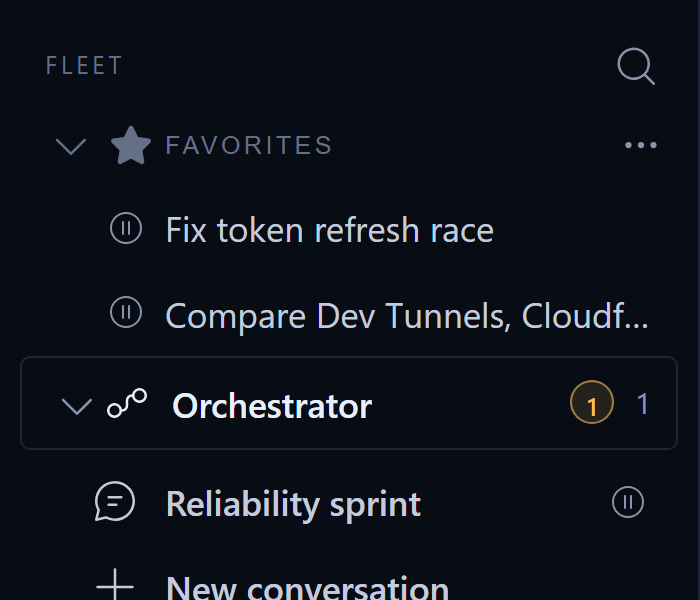 FLEET
FAVORITES
Fix token refresh race
Compare Dev Tunnels, Cloudf...
Orchestrator 1 1
Reliability sprint
New conversation